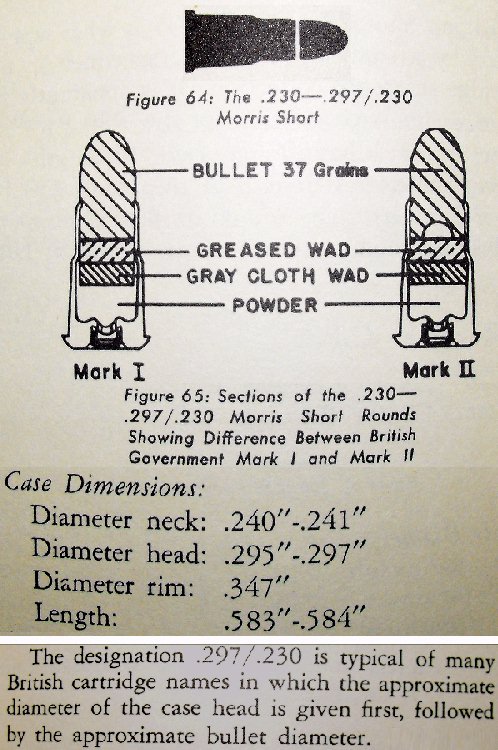 Figure 64: The .230—.297/.230
Morris Short
BULLET 37 Grains
GREASED WAD
GRAY CLOTH WAD
POWDER
Mark I
Mark II
Figure 65: Sections of the .230—
.297/.230 Morris Short Rounds
Showing Difference Between British
Government Mark I and Mark II
Case Dimensions:
Diameter neck: .240"-.241"
Diameter head: .295"-.297"
Diameter rim: .347"
Length: .583"-.584"
The designation .297/.230 is typical of many
British cartridge names in which the approximate
diameter of the case head is given first, followed
by the approximate bullet diameter.